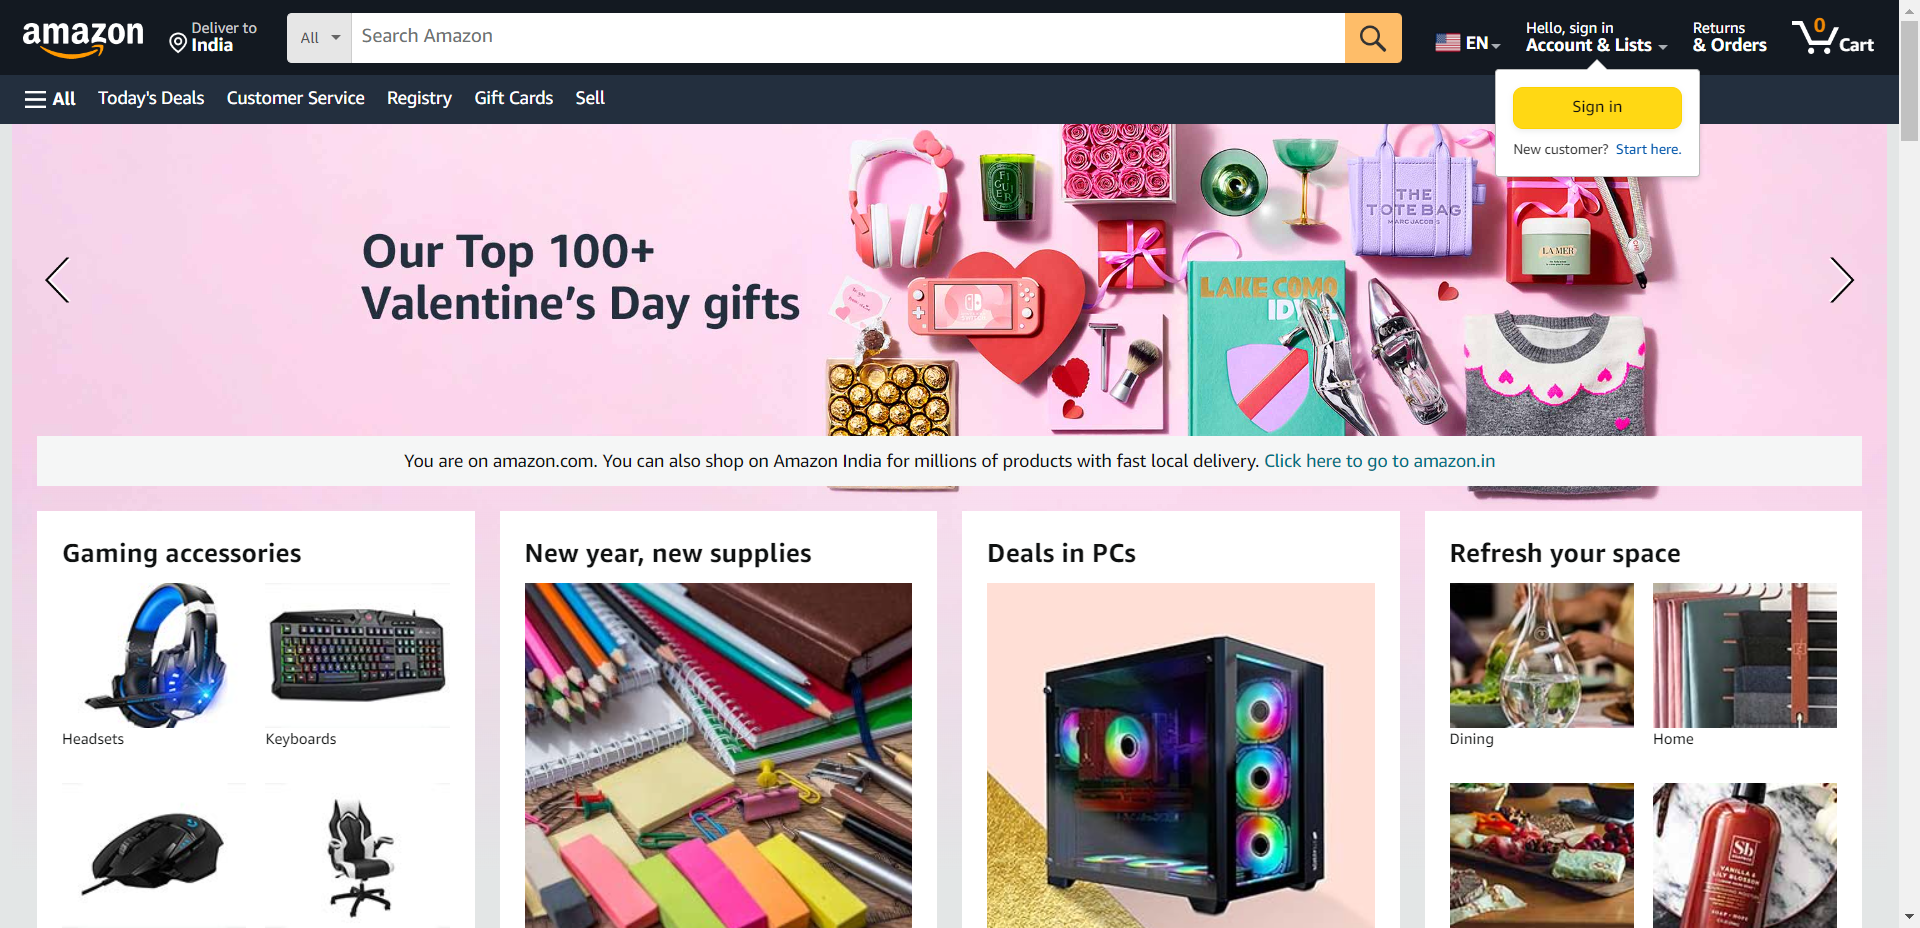 amazon
Deliver to
India
All
Search Amazon
EN
Hello, sign in
Account & Lists
Returns
& Orders
0
Cart
All
Today's Deals
Customer Service
Registry
Gift Cards
Sell
Sign in
New customer? Start here.
Our Top 100+
Valentine's Day gifts
FIGUIER
THE
TOTE BAG
MARC JACOBS
LA MER
LAKE COMO
SWITCH
You are on amazon.com. You can also shop on Amazon India for millions of products with fast local delivery. Click here to go to amazon.in
Gaming accessories
New year, new supplies
Deals in PCs
Refresh your space
Headsets
Keyboards
Dining
Home
Sb
VANILLA &
LILY BLOSSOM